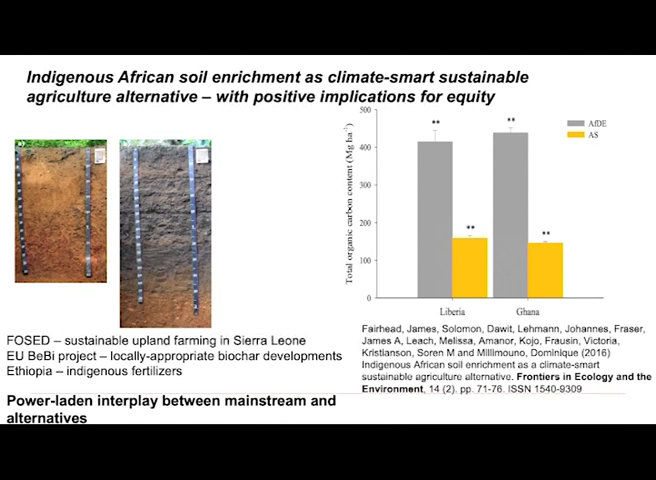 Indigenous African soil enrichment as climate-smart sustainable
agriculture alternative – with positive implications for equity
a)
500
400
300
200
100
0
Total organic carbon content (Mg ha⁻¹)
**
**
**
**
AfDE
AS
Liberia
Ghana
FOSED – sustainable upland farming in Sierra Leone
EU BeBi project – locally-appropriate biochar developments
Ethiopia – indigenous fertilizers
Power-laden interplay between mainstream and
alternatives
Fairhead, James, Solomon, Dawit, Lehmann, Johannes, Fraser,
James A, Leach, Melissa, Amanor, Kojo, Frausin, Victoria,
Kristianson, Soren M and Millimouno, Dominique (2016)
Indigenous African soil enrichment as a climate-smart
sustainable agriculture alternative. Frontiers in Ecology and the
Environment, 14 (2). pp. 71-76. ISSN 1540-9309